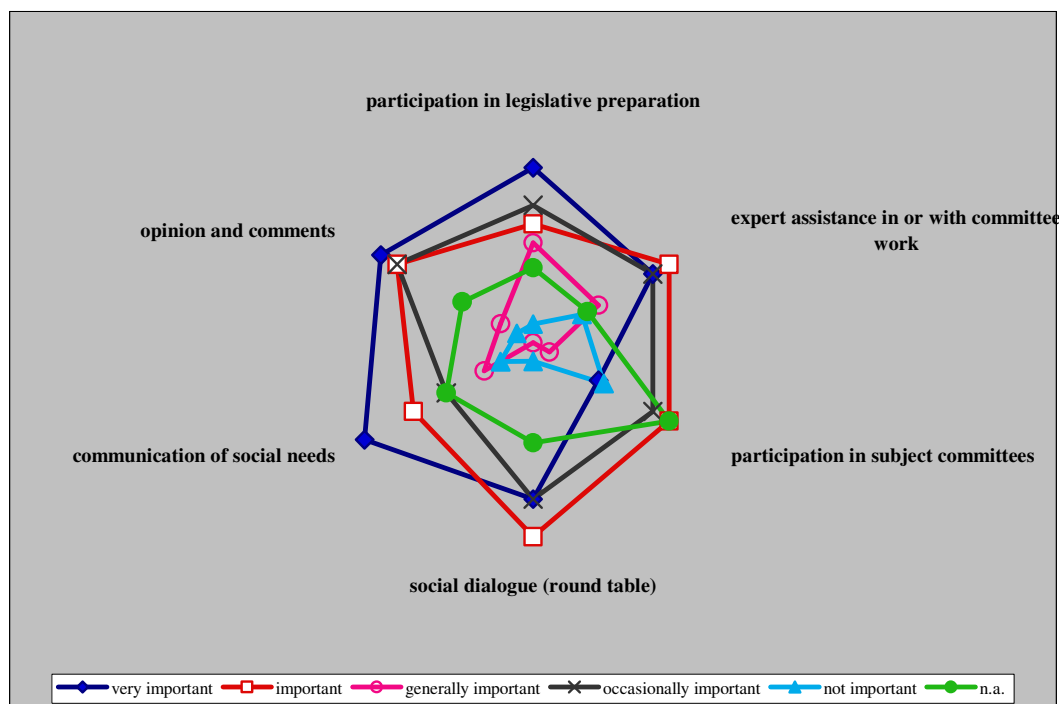 participation in legislative preparation
expert assistance in or with committee
work
opinion and comments
communication of social needs
participation in subject committees
social dialogue (round table)
very important
important
generally important
occasionally important
not important
n.a.